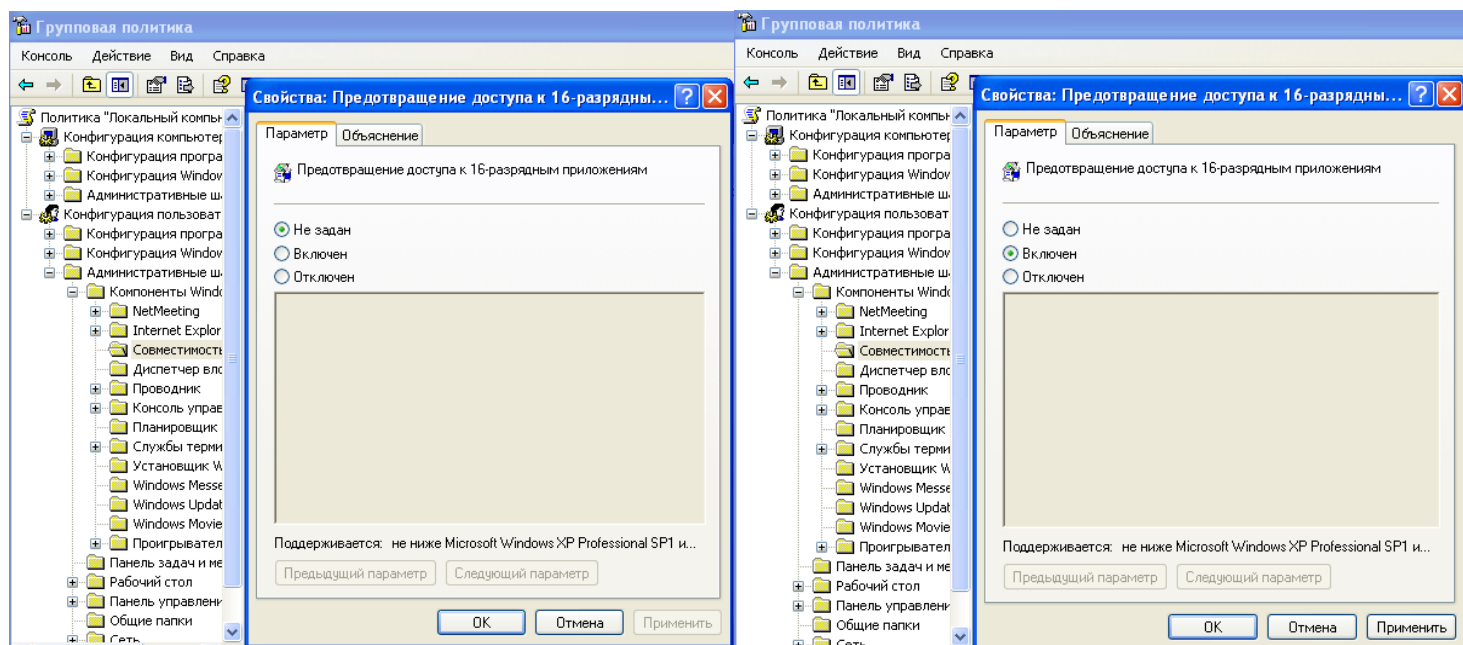 Групповая политика
Консоль Действие Вид Справка
Свойства: Предотвращение доступа к 16-разрядны...
Политика "Локальный компьн
Конфигурация компьютер
Конфигурация програ
Конфигурация Window
Административные ш
Конфигурация пользоват
Конфигурация програ
Конфигурация Window
Административные ш
Компоненты Windo
NetMeeting
Internet Explor
Совместимость
Диспетчер вло
Проводник
Консоль управ
Планировщик
Службы терми
Установщик W
Windows Messe
Windows Updat
Windows Movie
Проигрывател
Панель задач и ме
Рабочий стол
Панель управлени
Общие папки
Сеть
Параметр Объяснение
Предотвращение доступа к 16-разрядным приложениям
Не задан
Включен
Отключен
Поддерживается: не ниже Microsoft Windows XP Professional SP1 и...
Предыдущий параметр Следующий параметр
OK Отмена Применить
Групповая политика
Консоль Действие Вид Справка
Свойства: Предотвращение доступа к 16-разрядны...
Политика "Локальный компьн
Конфигурация компьютер
Конфигурация програ
Конфигурация Window
Административные ш
Конфигурация пользоват
Конфигурация програ
Конфигурация Window
Административные ш
Компоненты Windo
NetMeeting
Internet Explor
Совместимость
Диспетчер вло
Проводник
Консоль управ
Планировщик
Службы терми
Установщик W
Windows Messe
Windows Updat
Windows Movie
Проигрывател
Панель задач и ме
Рабочий стол
Панель управлени
Общие папки
Сеть
Параметр Объяснение
Предотвращение доступа к 16-разрядным приложениям
Не задан
Включен
Отключен
Поддерживается: не ниже Microsoft Windows XP Professional SP1 и...
Предыдущий параметр Следующий параметр
OK Отмена Применить